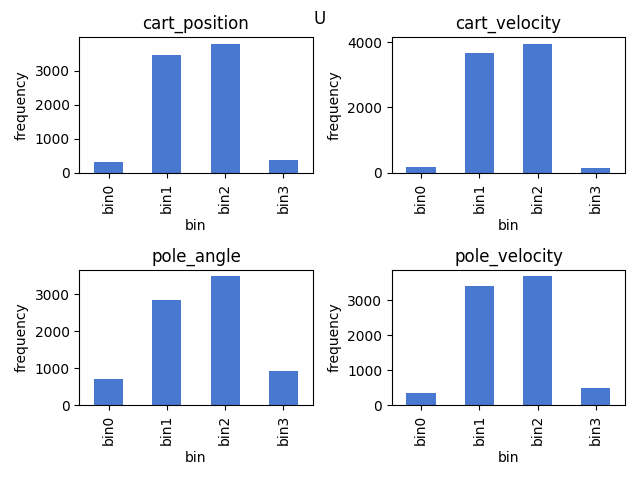 U
cart_position
frequency
3000
2000
1000
0
bin0
bin1
bin2
bin3
bin
cart_velocity
frequency
4000
2000
0
bin0
bin1
bin2
bin3
bin
pole_angle
frequency
3000
2000
1000
0
bin0
bin1
bin2
bin3
bin
pole_velocity
frequency
3000
2000
1000
0
bin0
bin1
bin2
bin3
bin